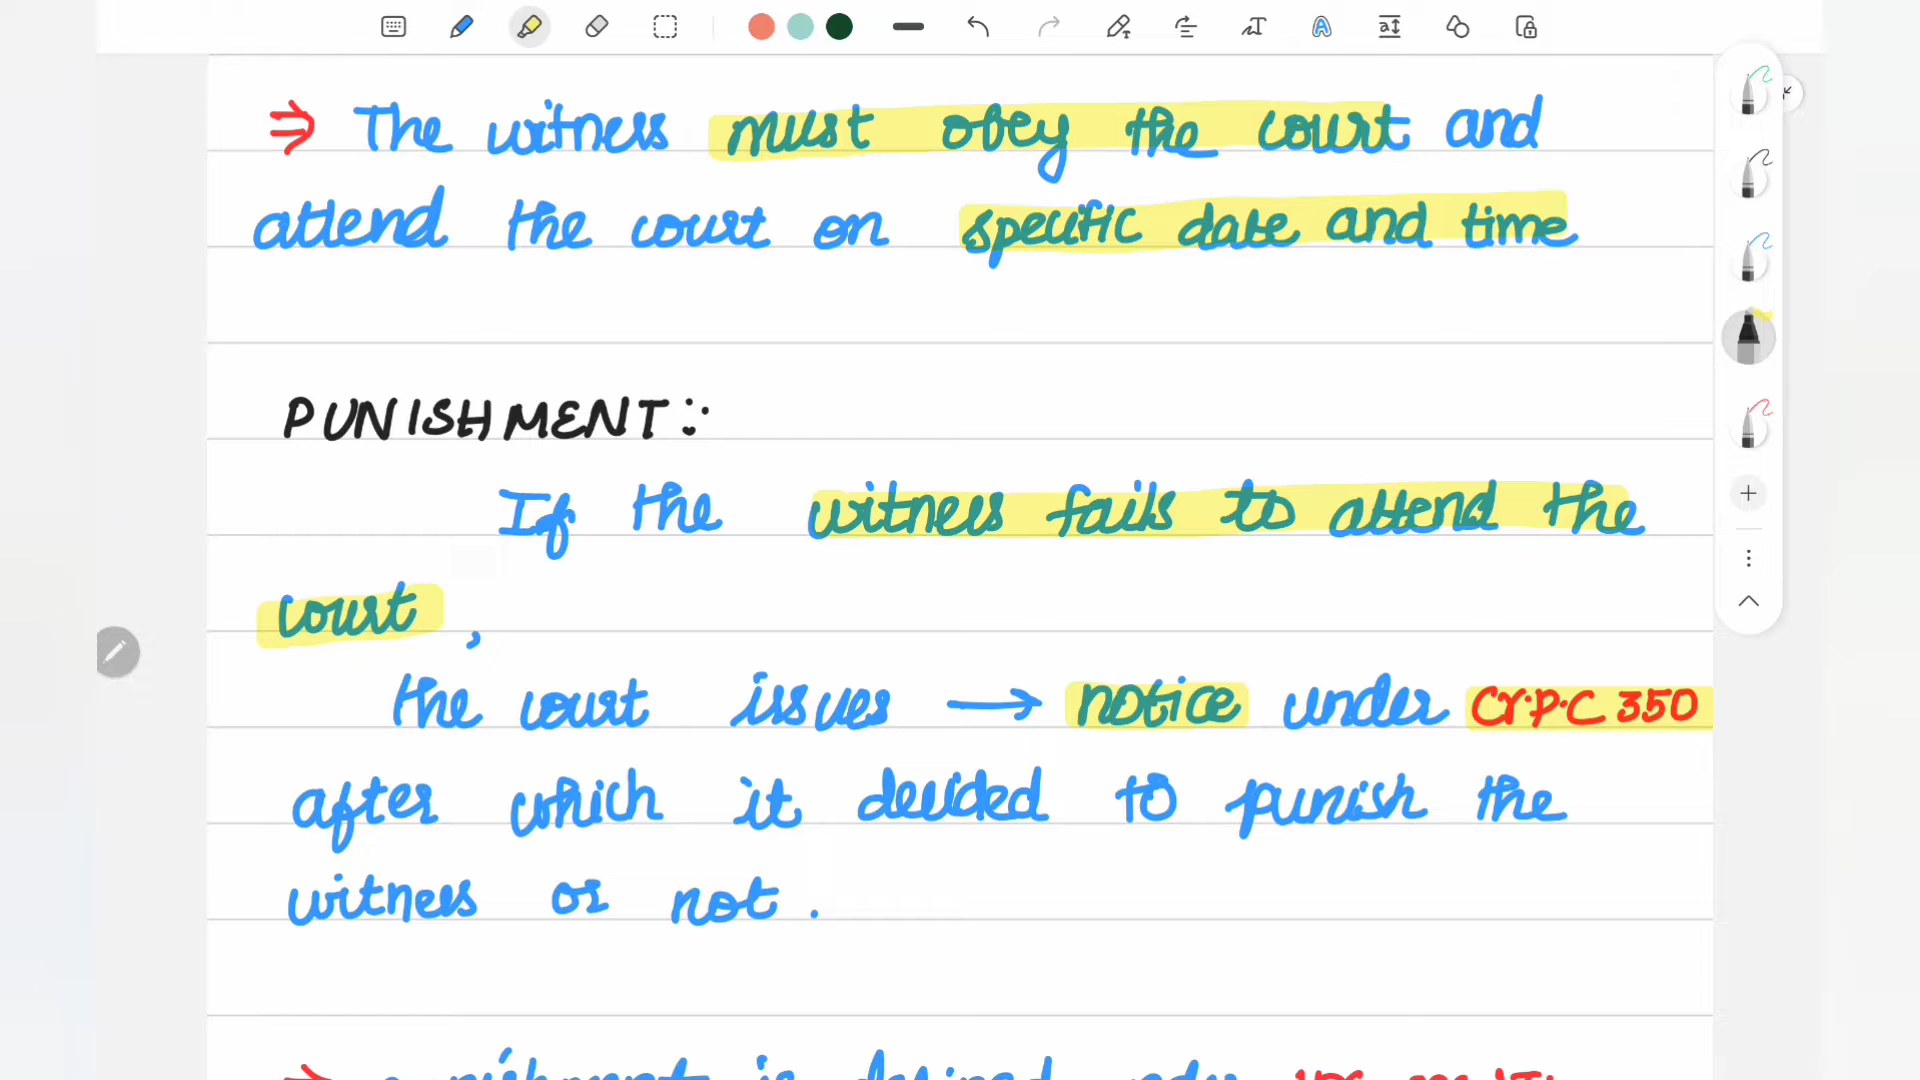 ⇒ The witness must obey the court and
attend the court on specific date and time
PUNISHMENT:-
If the witness fails to attend the
court,
the court issues → notice under Cr.P.C 350
after which it decided to punish the
witness or not.